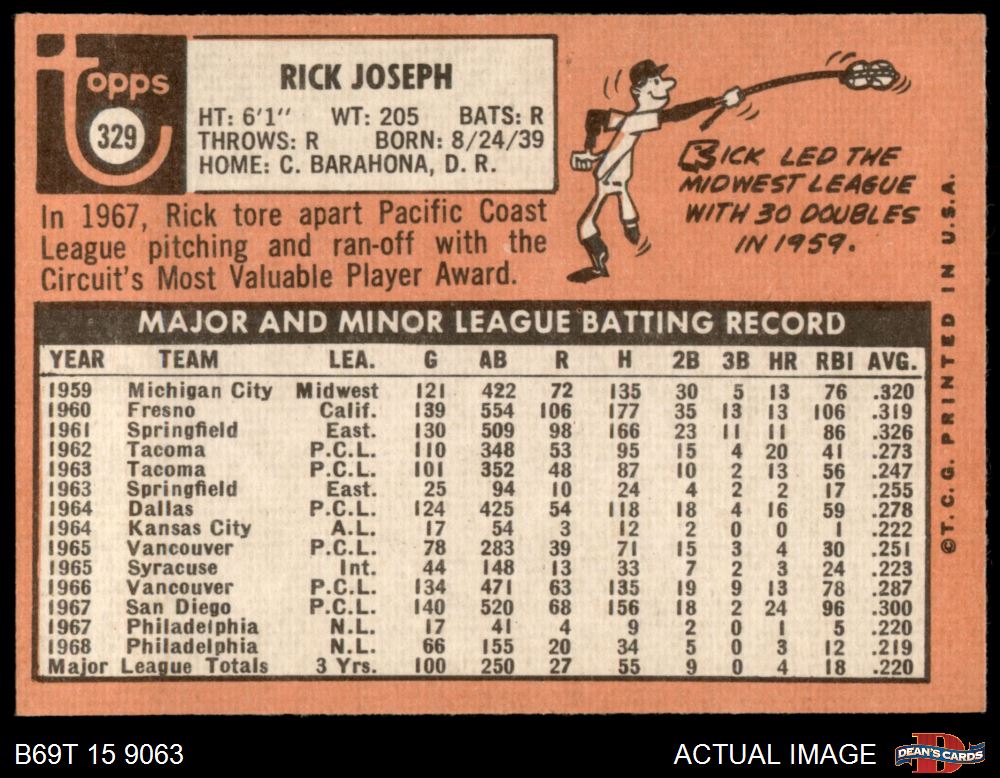 topps
329
RICK JOSEPH
HT: 6'1" WT: 205 BATS: R
THROWS: R BORN: 8/24/39
HOME: C. BARAHONA, D. R.
In 1967, Rick tore apart Pacific Coast
League pitching and ran-off with the
Circuit's Most Valuable Player Award.
RICK LED THE
MIDWEST LEAGUE
WITH 30 DOUBLES
IN 1959.
©T. C. G. PRINTED IN U.S.A.
MAJOR AND MINOR LEAGUE BATTING RECORD
YEAR TEAM LEA. G AB R H 2B 3B HR RBI AVG.
1959 Michigan City Midwest 121 422 72 135 30 5 13 76 .320
1960 Fresno Calif. 139 554 106 177 35 13 13 106 .319
1961 Springfield East. 130 509 98 166 23 11 11 86 .326
1962 Tacoma P.C.L. 110 348 53 95 15 4 20 41 .273
1963 Tacoma P.C.L. 101 352 48 87 10 2 13 56 .247
1963 Springfield East. 25 94 10 24 4 2 2 17 .255
1964 Dallas P.C.L. 124 425 54 118 18 4 16 59 .278
1964 Kansas City A.L. 17 54 3 12 2 0 0 1 .222
1965 Vancouver P.C.L. 78 283 39 71 15 3 4 30 .251
1965 Syracuse Int. 44 148 13 33 7 2 3 24 .223
1966 Vancouver P.C.L. 134 471 63 135 19 9 13 78 .287
1967 San Diego P.C.L. 140 520 68 156 18 2 24 96 .300
1967 Philadelphia N.L. 17 41 4 9 2 0 1 5 .220
1968 Philadelphia N.L. 66 155 20 34 5 0 3 12 .219
Major League Totals 3 Yrs. 100 250 27 55 9 0 4 18 .220
B69T 15 9063
ACTUAL IMAGE
DEAN'S CARDS